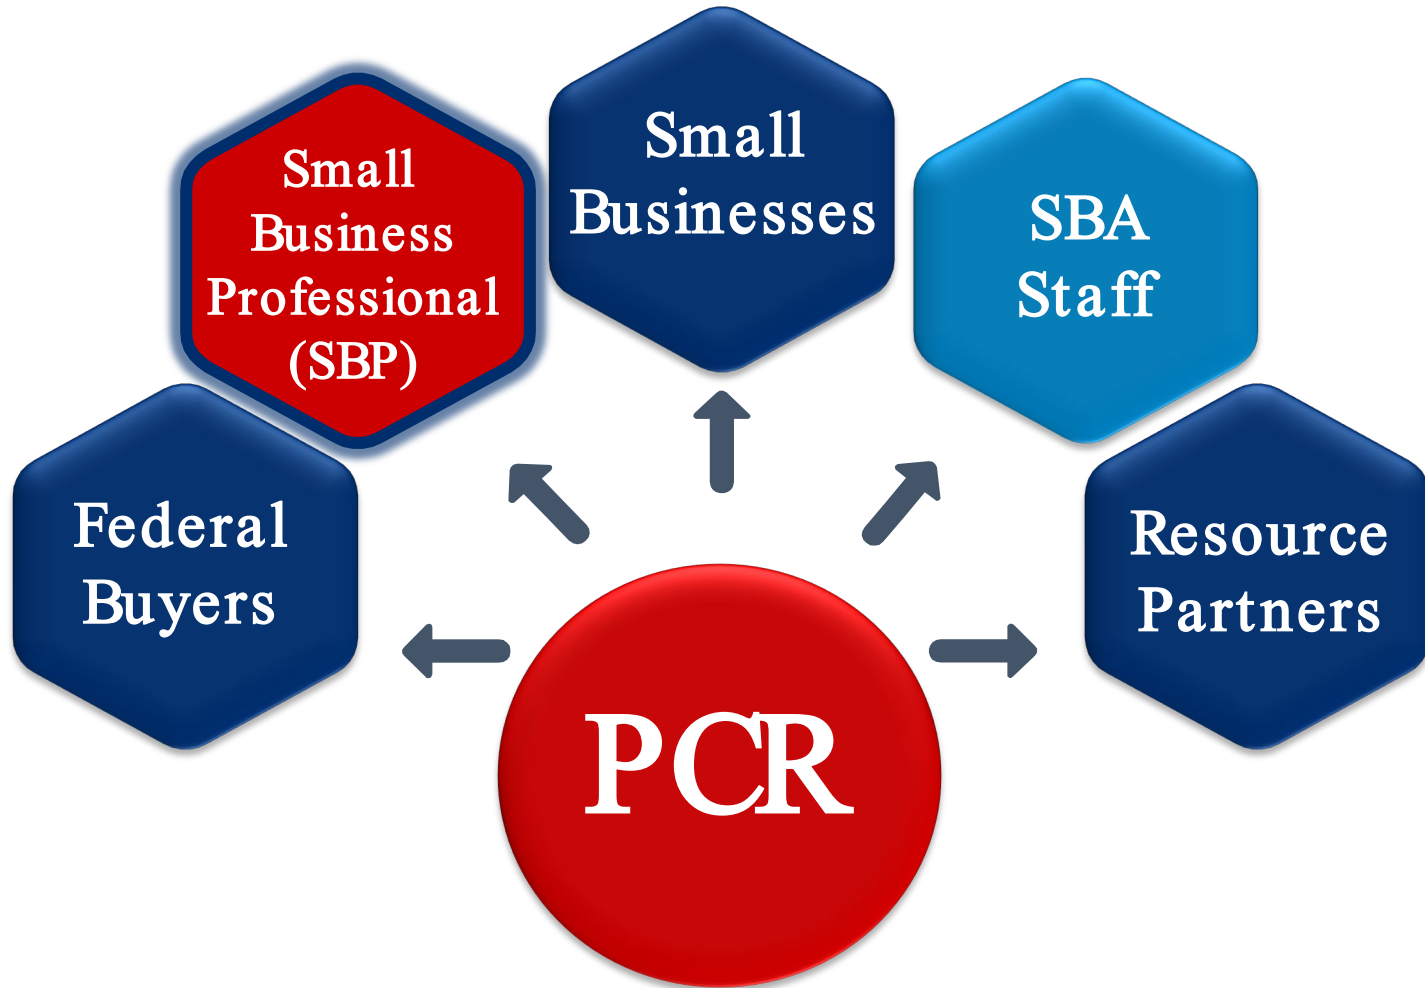 Small
Businesses
Small
Business
Professional
(SBP)
SBA
Staff
Federal
Buyers
Resource
Partners
PCR